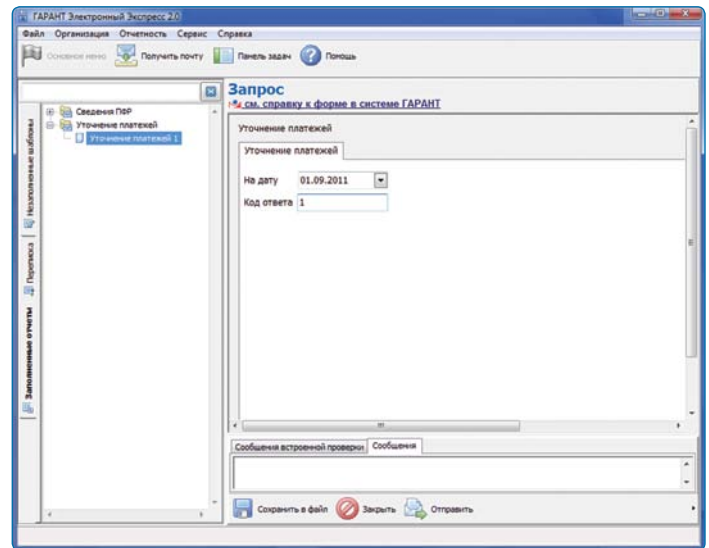 ГАРАНТ Электронный Экспресс 2.0
Файл Организация Отчетность Сервис Справка
Основное меню Получить почту Панель задач Помощь
Запрос
см. справку к форме в системе ГАРАНТ
Сведения ПФР
Уточнение платежей
Уточнение платежей 1
Незаполненные шаблоны
Переписка
Заполненные отчеты
Уточнение платежей
Уточнение платежей
На дату 01.09.2011
Код ответа 1
Сообщения встроенной проверки Сообщения
Сохранить в файл Закрыть Отправить